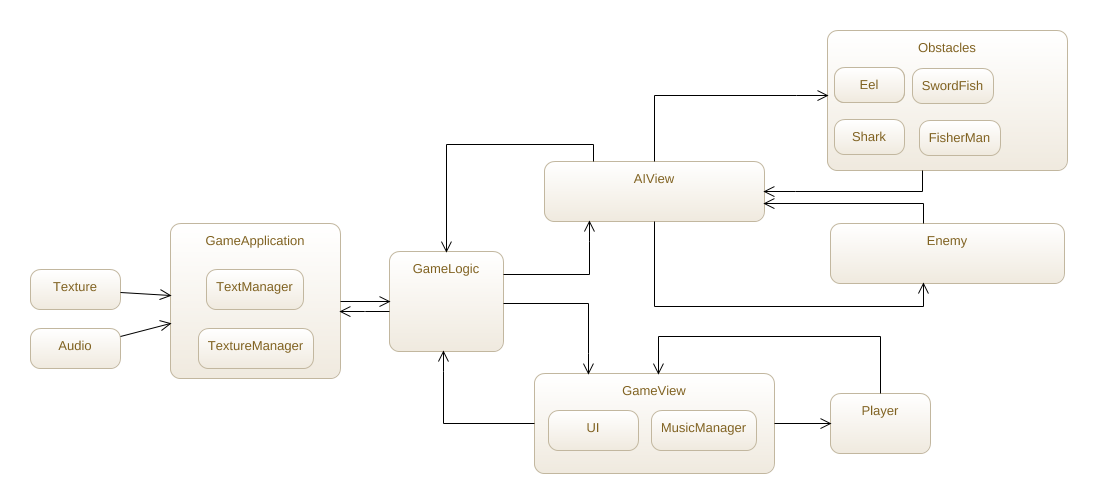 Obstacles
Eel
SwordFish
Shark
FisherMan
AIView
GameApplication
Enemy
GameLogic
Texture
TextManager
Audio
TextureManager
GameView
Player
UI
MusicManager